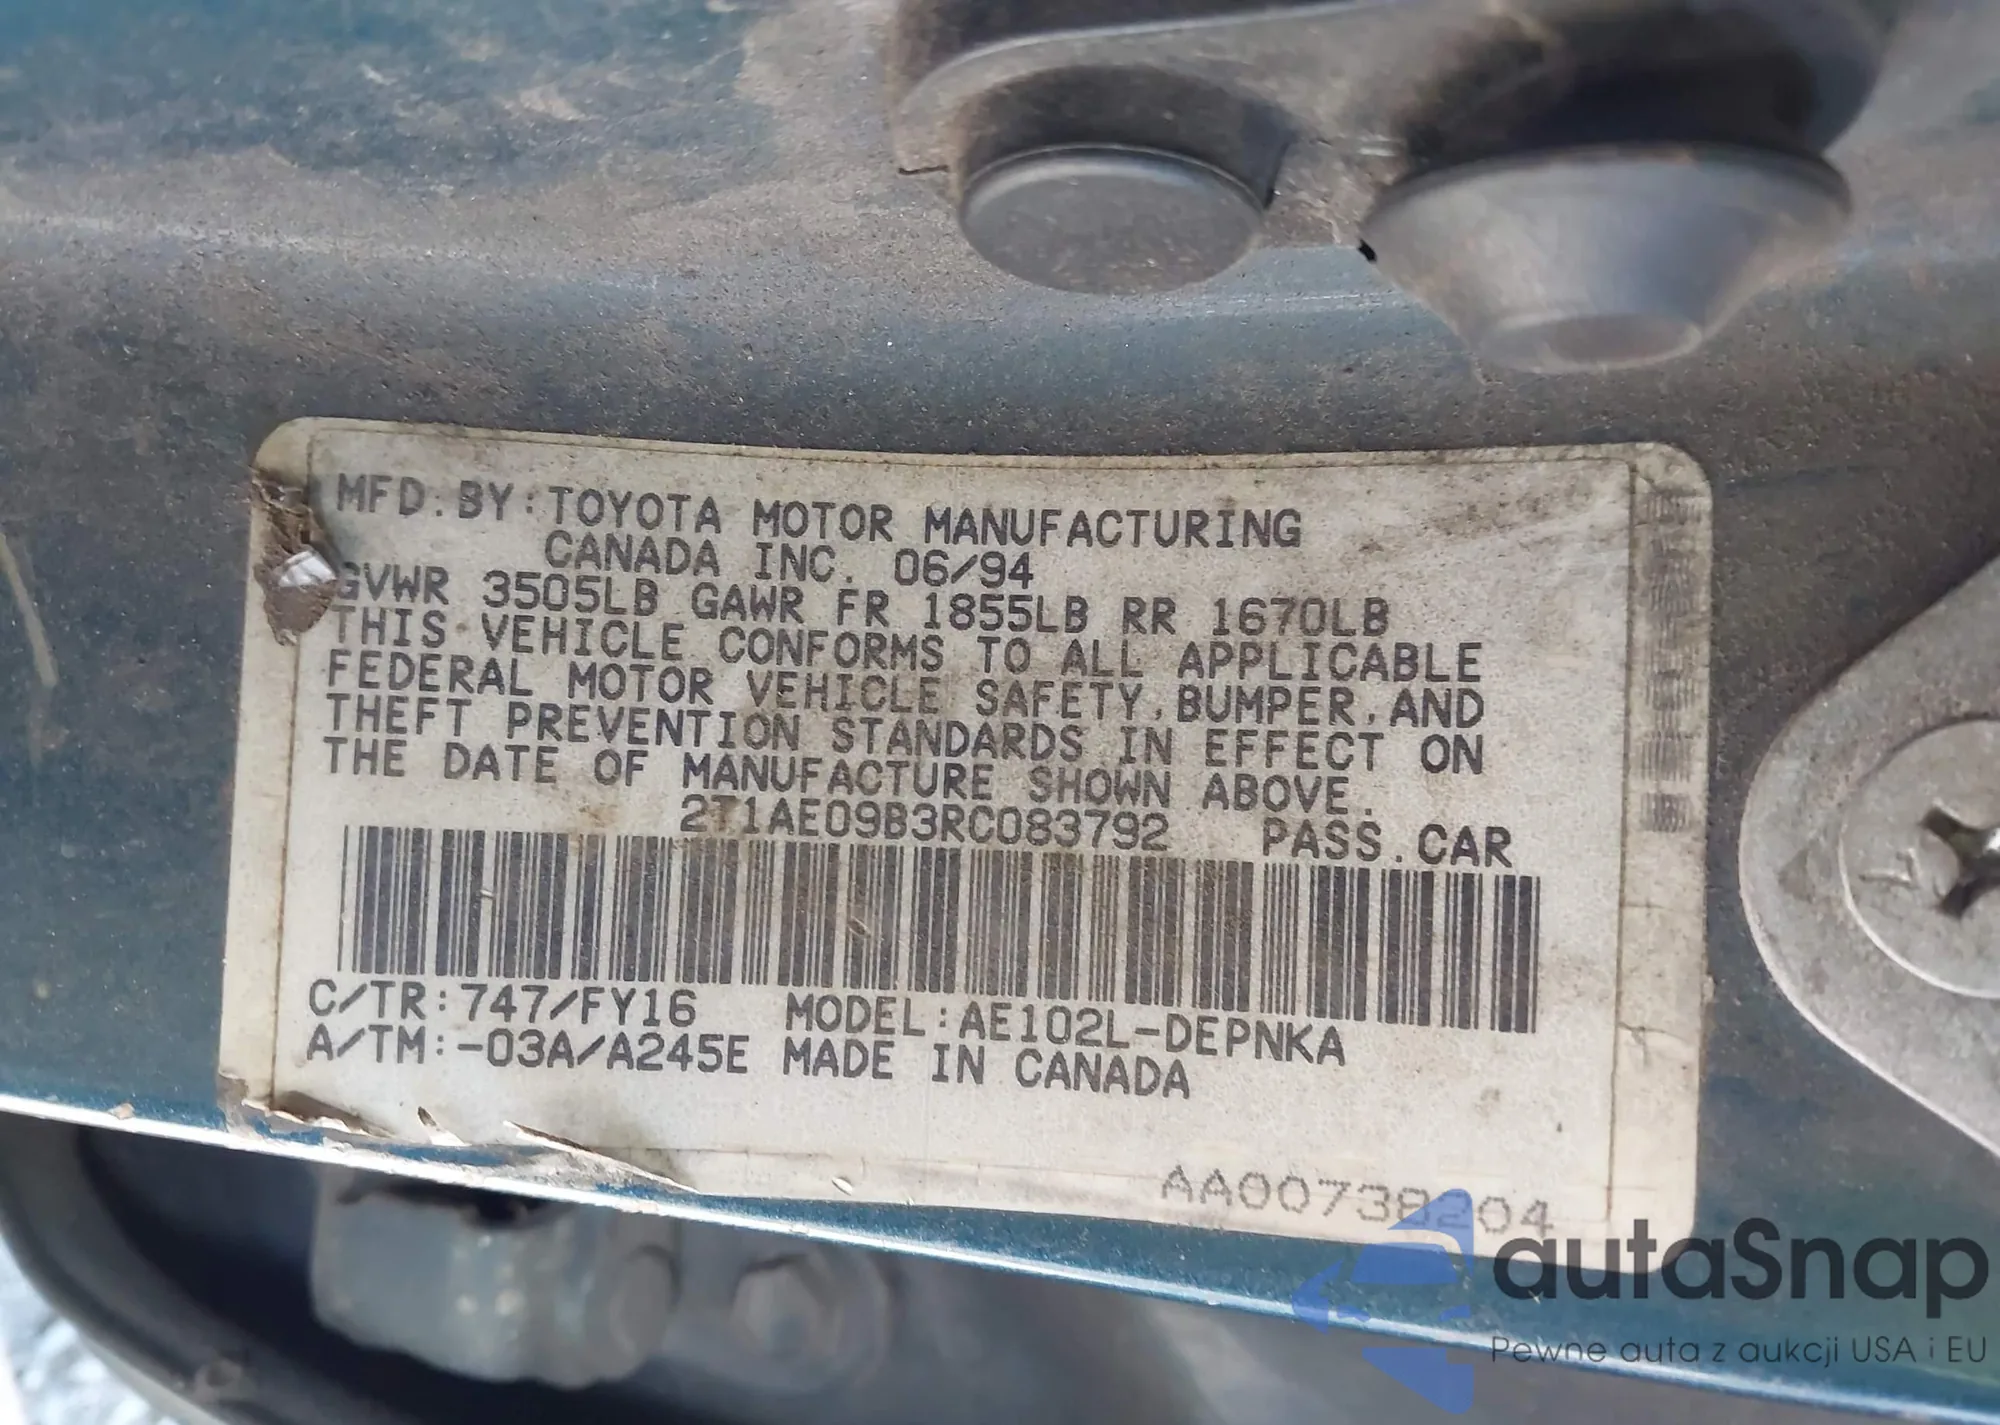 MFD. BY: TOYOTA MOTOR MANUFACTURING
CANADA INC. 06/94
GVWR 3505LB GAWR FR 1855LB RR 1670LB
THIS VEHICLE CONFORMS TO ALL APPLICABLE
FEDERAL MOTOR VEHICLE SAFETY, BUMPER, AND
THEFT PREVENTION STANDARDS IN EFFECT ON
THE DATE OF MANUFACTURE SHOWN ABOVE.
2T1AE09B3RC083792 PASS. CAR
C/TR: 747/FY16 MODEL: AE102L-DEPNKA
A/TM: -03A/A245E MADE IN CANADA
AA00738204
autaSnap
Pewne auta z aukcji USA i EU